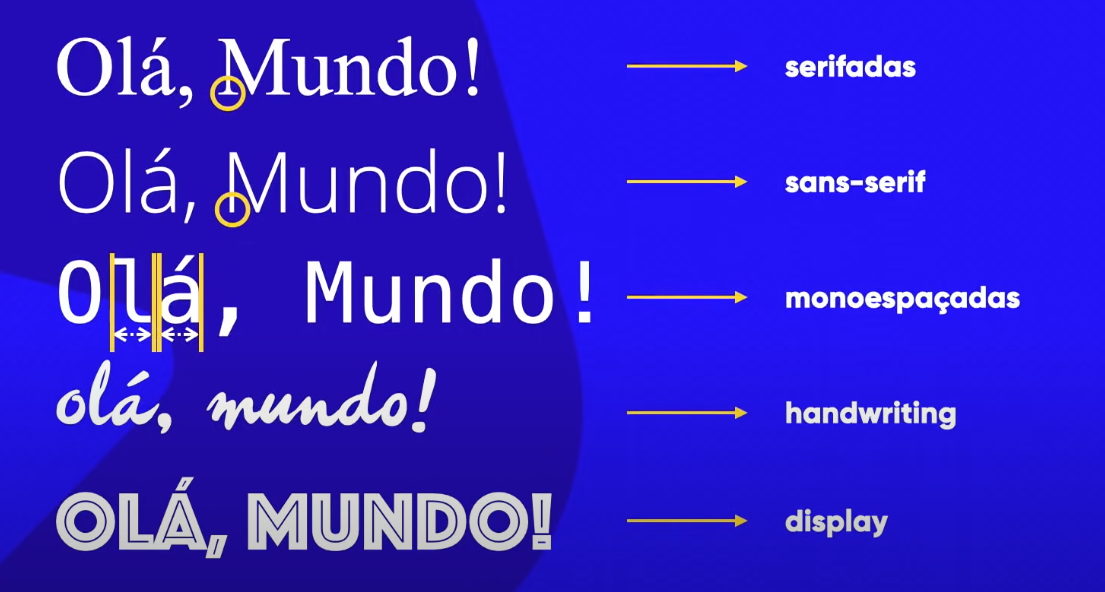 Olá, Mundo! serifadas
Olá, Mundo! sans-serif
Olá, Mundo! monoespaçadas
olá, mundo! handwriting
OLÁ, MUNDO! display